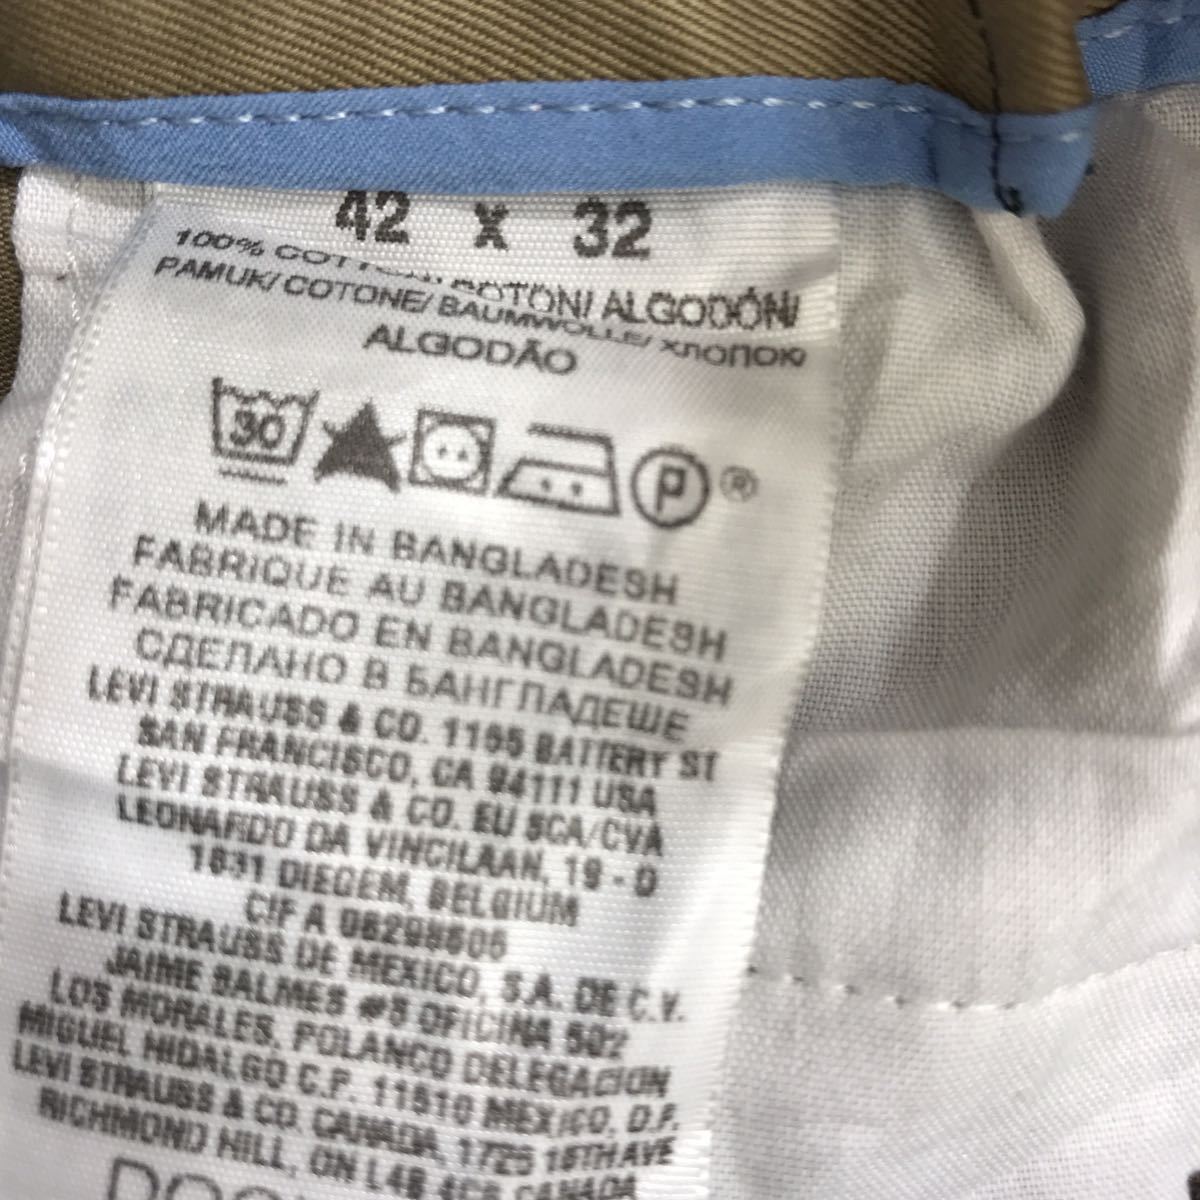 42 x 32
100% COTTON/ COTON/ ALGODÓN/
PAMUK/ COTONE/ BAUMWOLLE/ ХЛОПОК/
ALGODÃO
30 P ®
MADE IN BANGLADESH
FABRIQUE AU BANGLADESH
FABRICADO EN BANGLADESH
СДЕЛАНО В БАНГЛАДЕШЕ
LEVI STRAUSS & CO. 1155 BATTERY ST
SAN FRANCISCO, CA 94111 USA
LEVI STRAUSS & CO. EU SCA/CVA
LEONARDO DA VINCILAAN, 19 - D
1831 DIEGEM, BELGIUM
CIF A
LEVI STRAUSS DE MEXICO, S.A. DE C.V.
JAIME BALMES #8 OFICINA 502
LOS MORALES, POLANCO DELEGACION
MIGUEL HIDALGO C.P. 11510 MEXICO, D.F.
LEVI STRAUSS & CO. CANADA, 1725 16TH AVE
RICHMOND HILL, ON L4B 4C6 CANADA